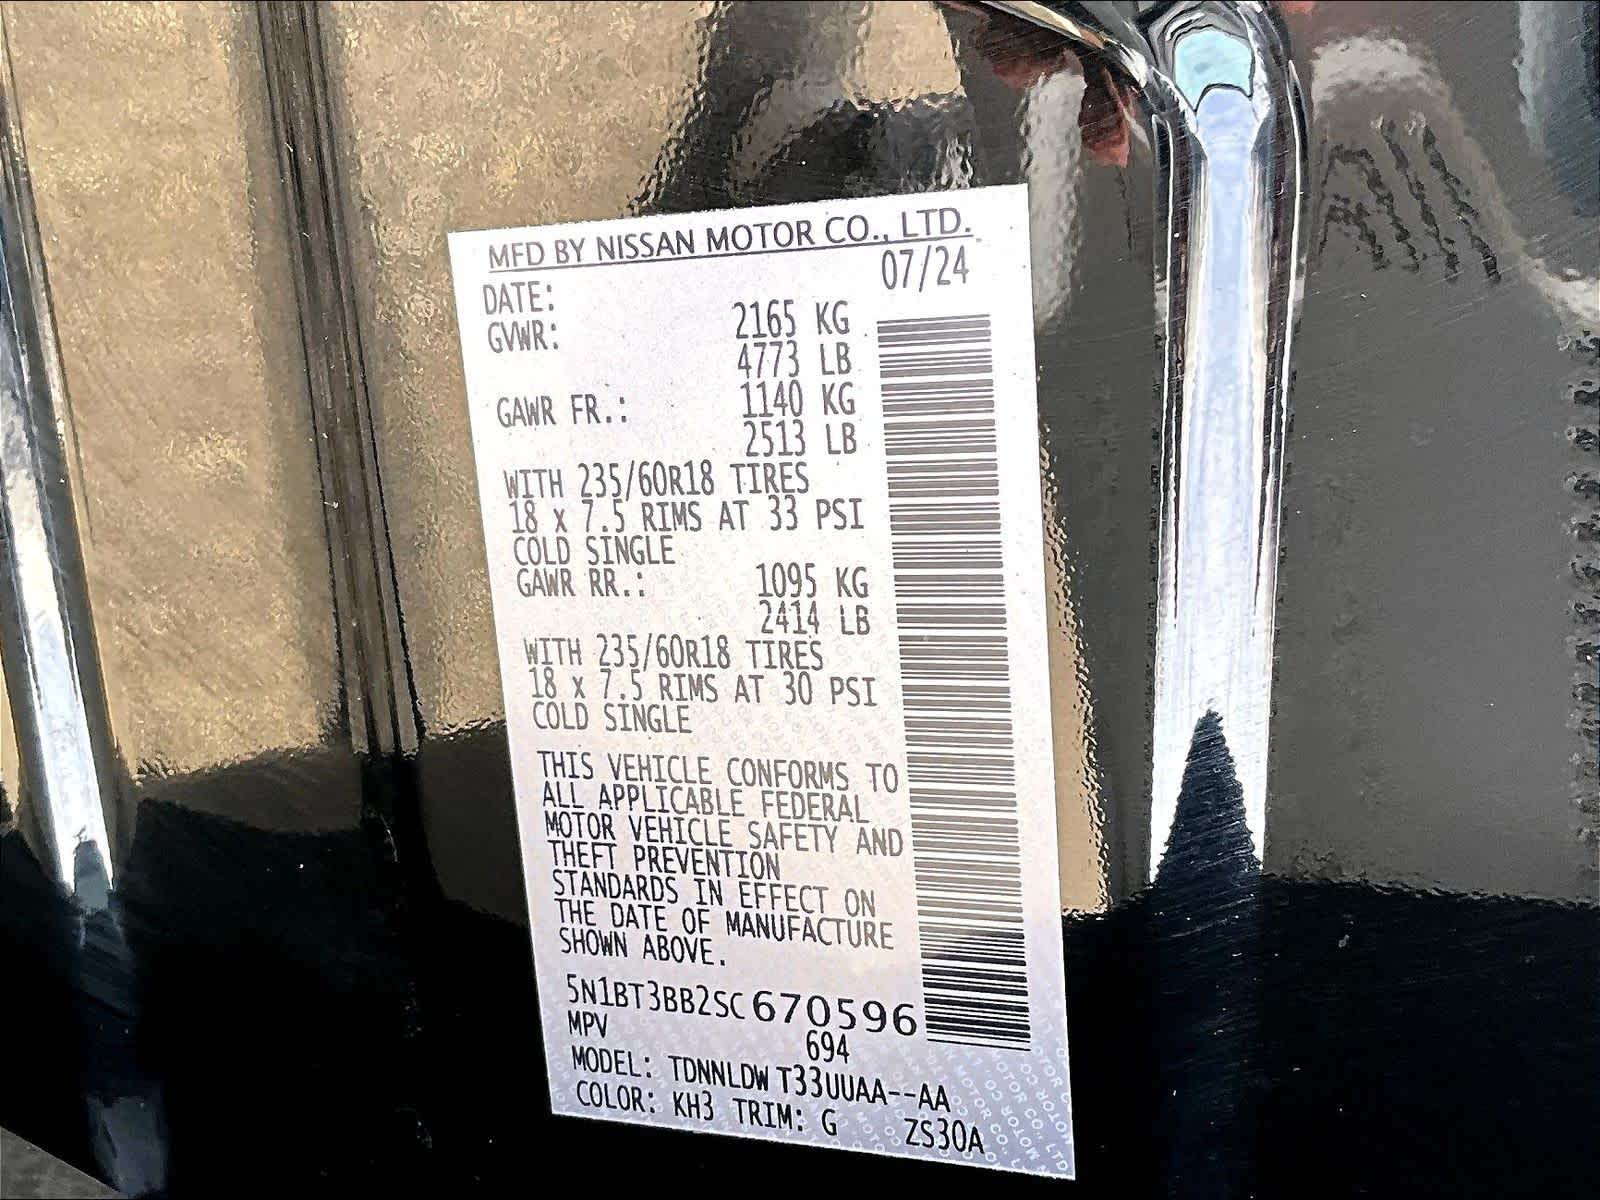 MFD BY NISSAN MOTOR CO., LTD.
DATE: 07/24
GVWR: 2165 KG
4773 LB
GAWR FR.: 1140 KG
2513 LB
WITH 235/60R18 TIRES
18 x 7.5 RIMS AT 33 PSI
COLD SINGLE
GAWR RR.: 1095 KG
2414 LB
WITH 235/60R18 TIRES
18 x 7.5 RIMS AT 30 PSI
COLD SINGLE
THIS VEHICLE CONFORMS TO
ALL APPLICABLE FEDERAL
MOTOR VEHICLE SAFETY AND
THEFT PREVENTION
STANDARDS IN EFFECT ON
THE DATE OF MANUFACTURE
SHOWN ABOVE.
5N1BT3BB2SC670596
MPV 694
MODEL: TDNNLDW T33UUAA--AA
COLOR: KH3 TRIM: G ZS30A